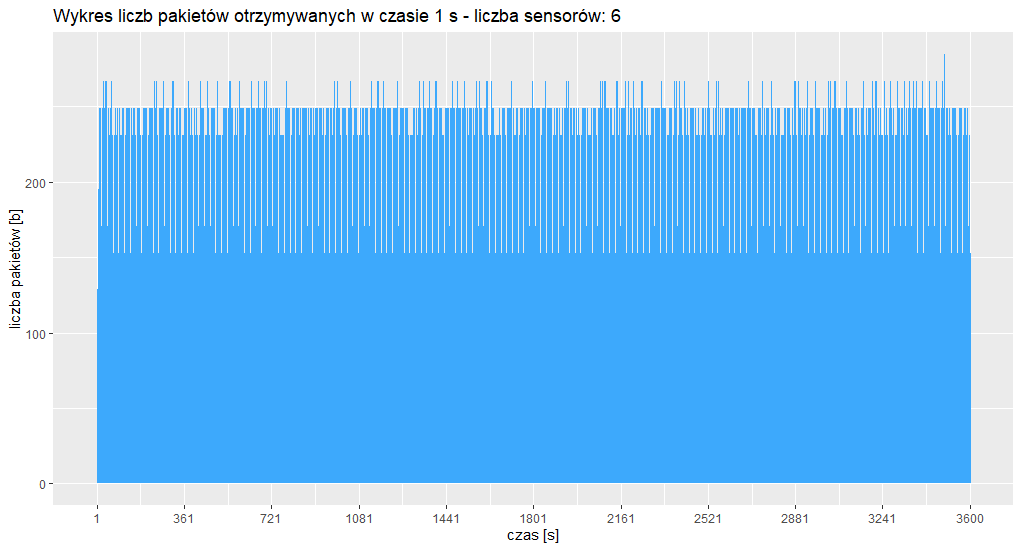 Wykres liczb pakietów otrzymywanych w czasie 1 s - liczba sensorów: 6
liczba pakietów [b]
200
100
0
1 361 721 1081 1441 1801 2161 2521 2881 3241 3600
czas [s]